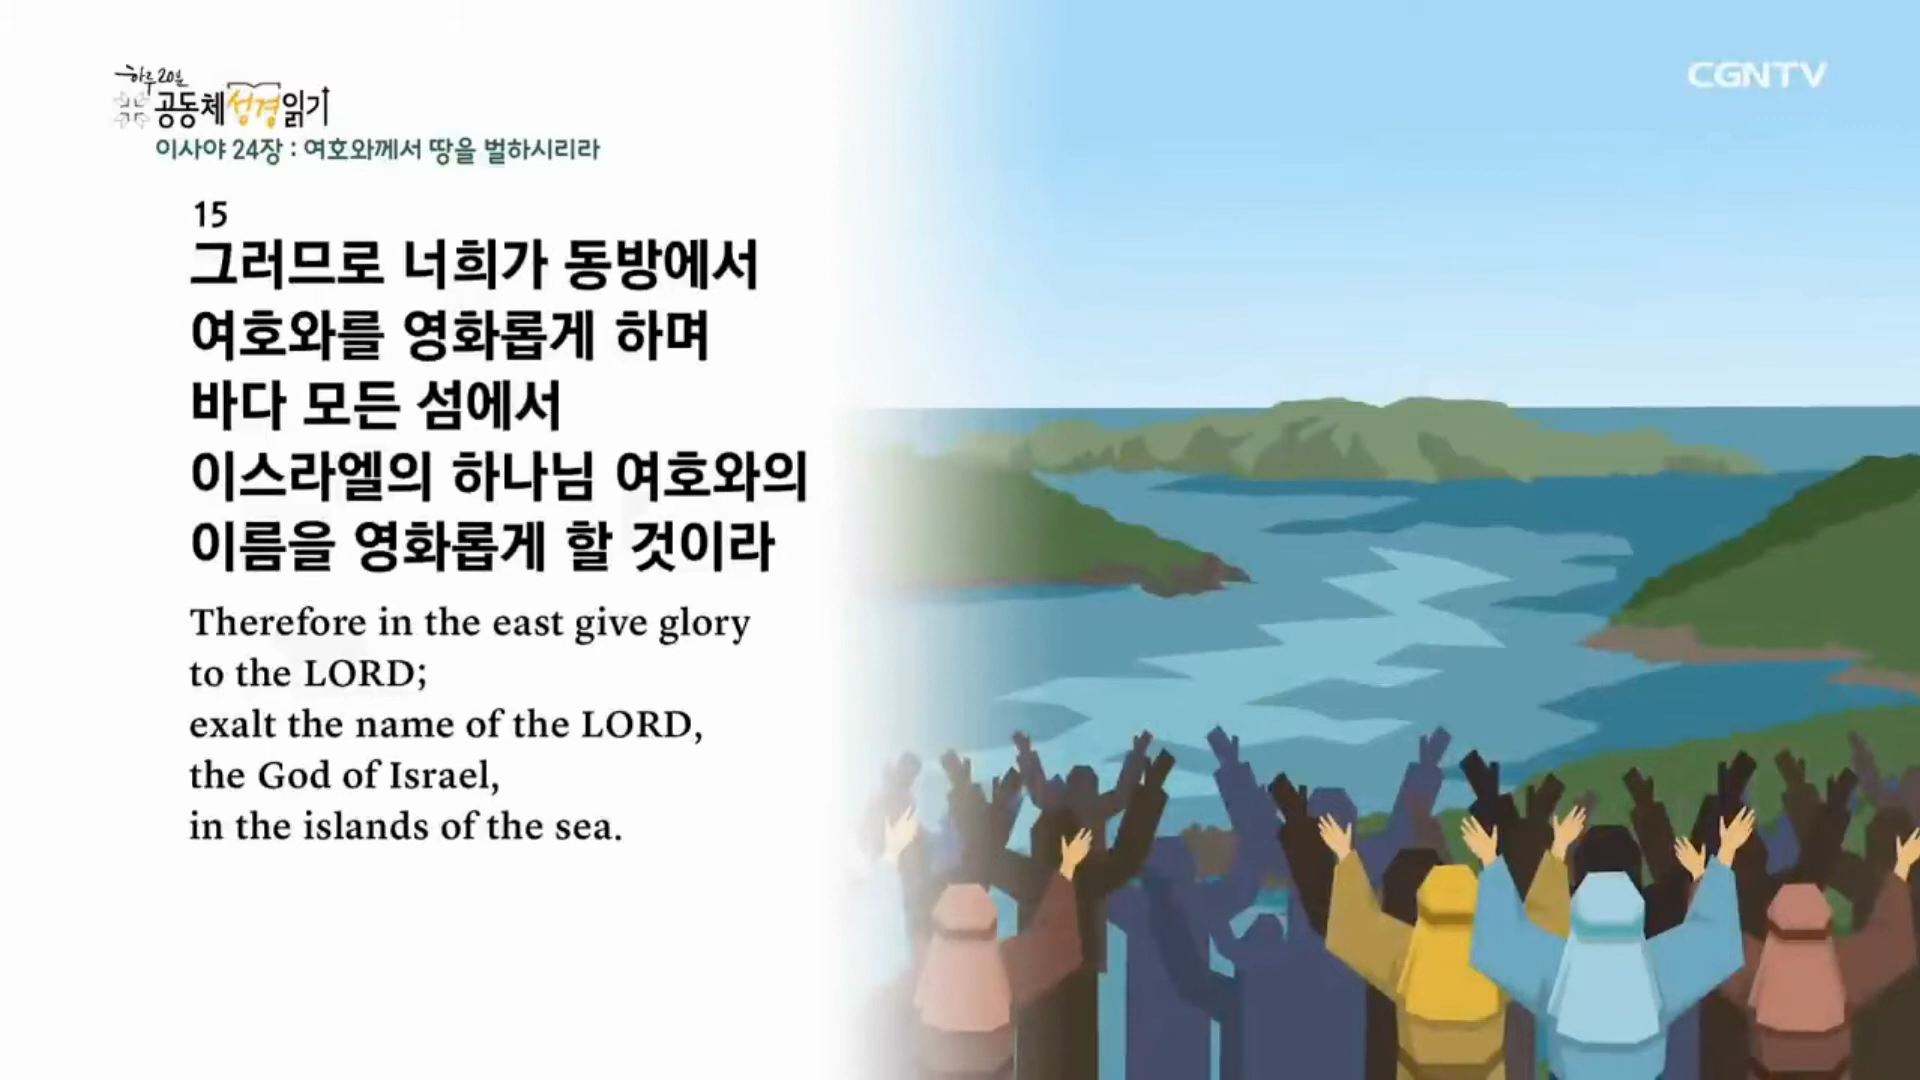 하루20분
공동체성경읽기
CGNTV
이사야 24장 : 여호와께서 땅을 벌하시리라
15
그러므로 너희가 동방에서
여호와를 영화롭게 하며
바다 모든 섬에서
이스라엘의 하나님 여호와의
이름을 영화롭게 할 것이라
Therefore in the east give glory
to the LORD;
exalt the name of the LORD,
the God of Israel,
in the islands of the sea.